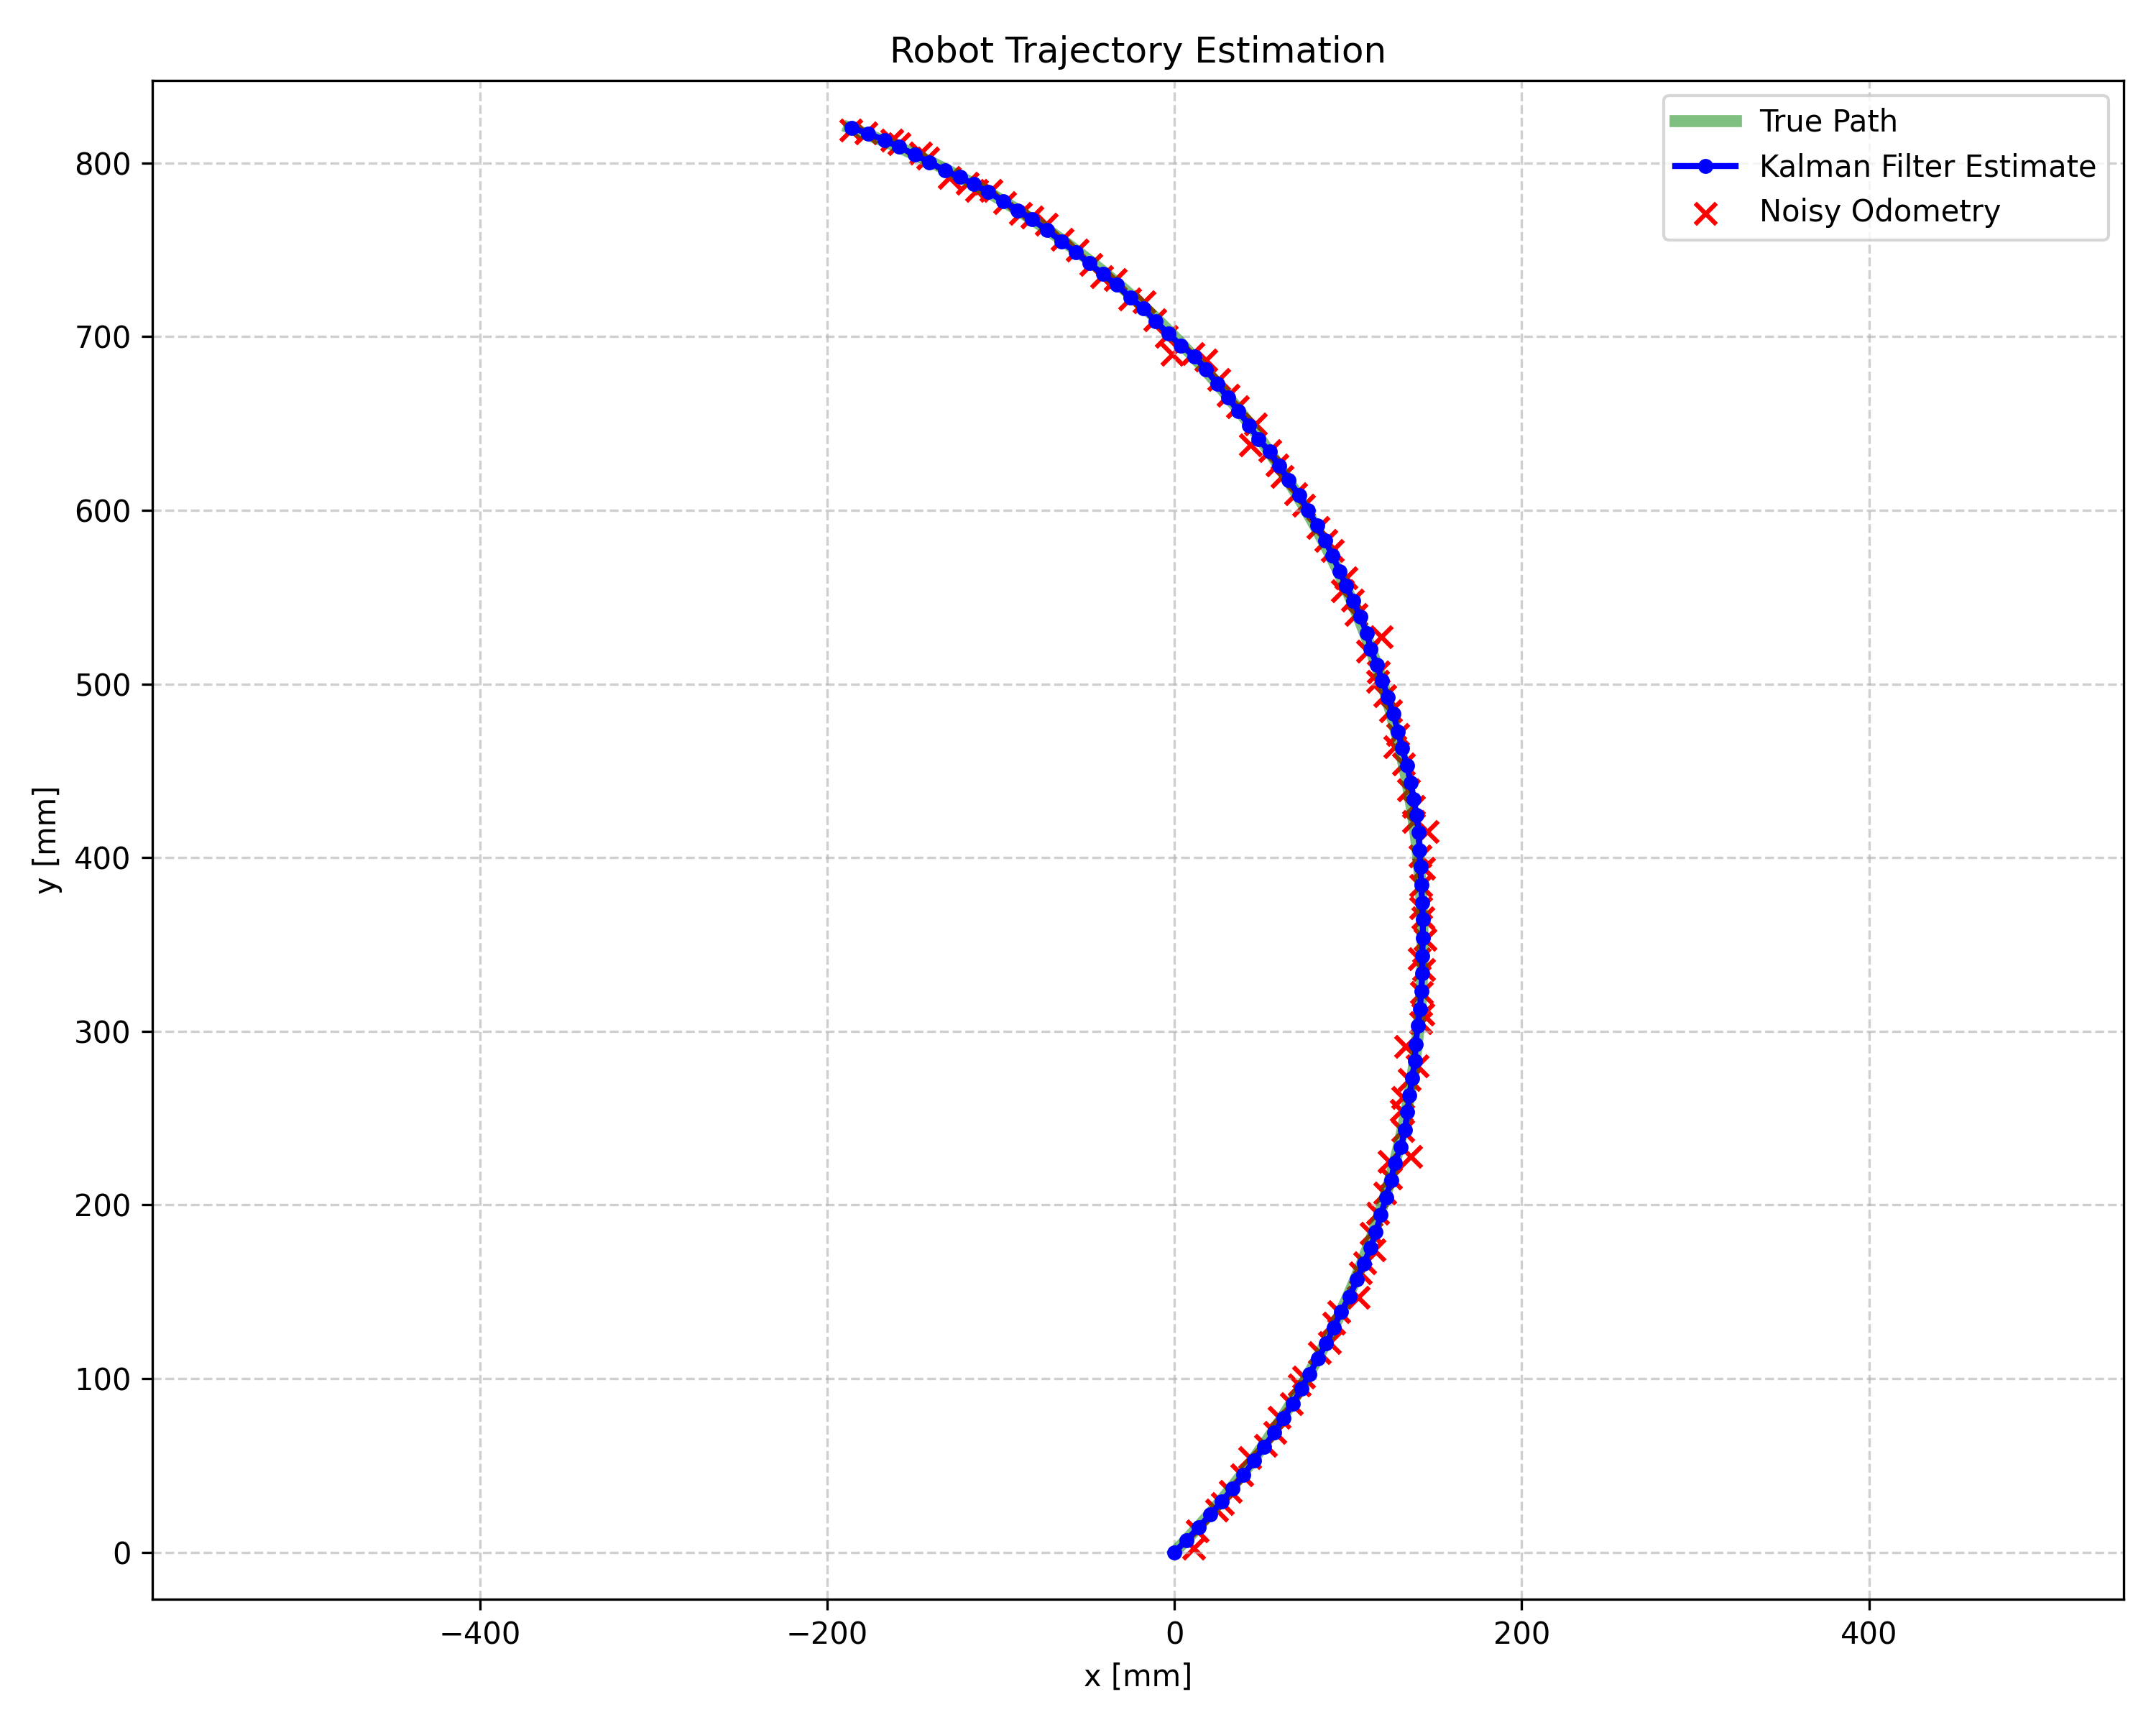 Robot Trajectory Estimation
True Path
Kalman Filter Estimate
Noisy Odometry
y [mm]
800
700
600
500
400
300
200
100
0
−400
−200
0
200
400
x [mm]